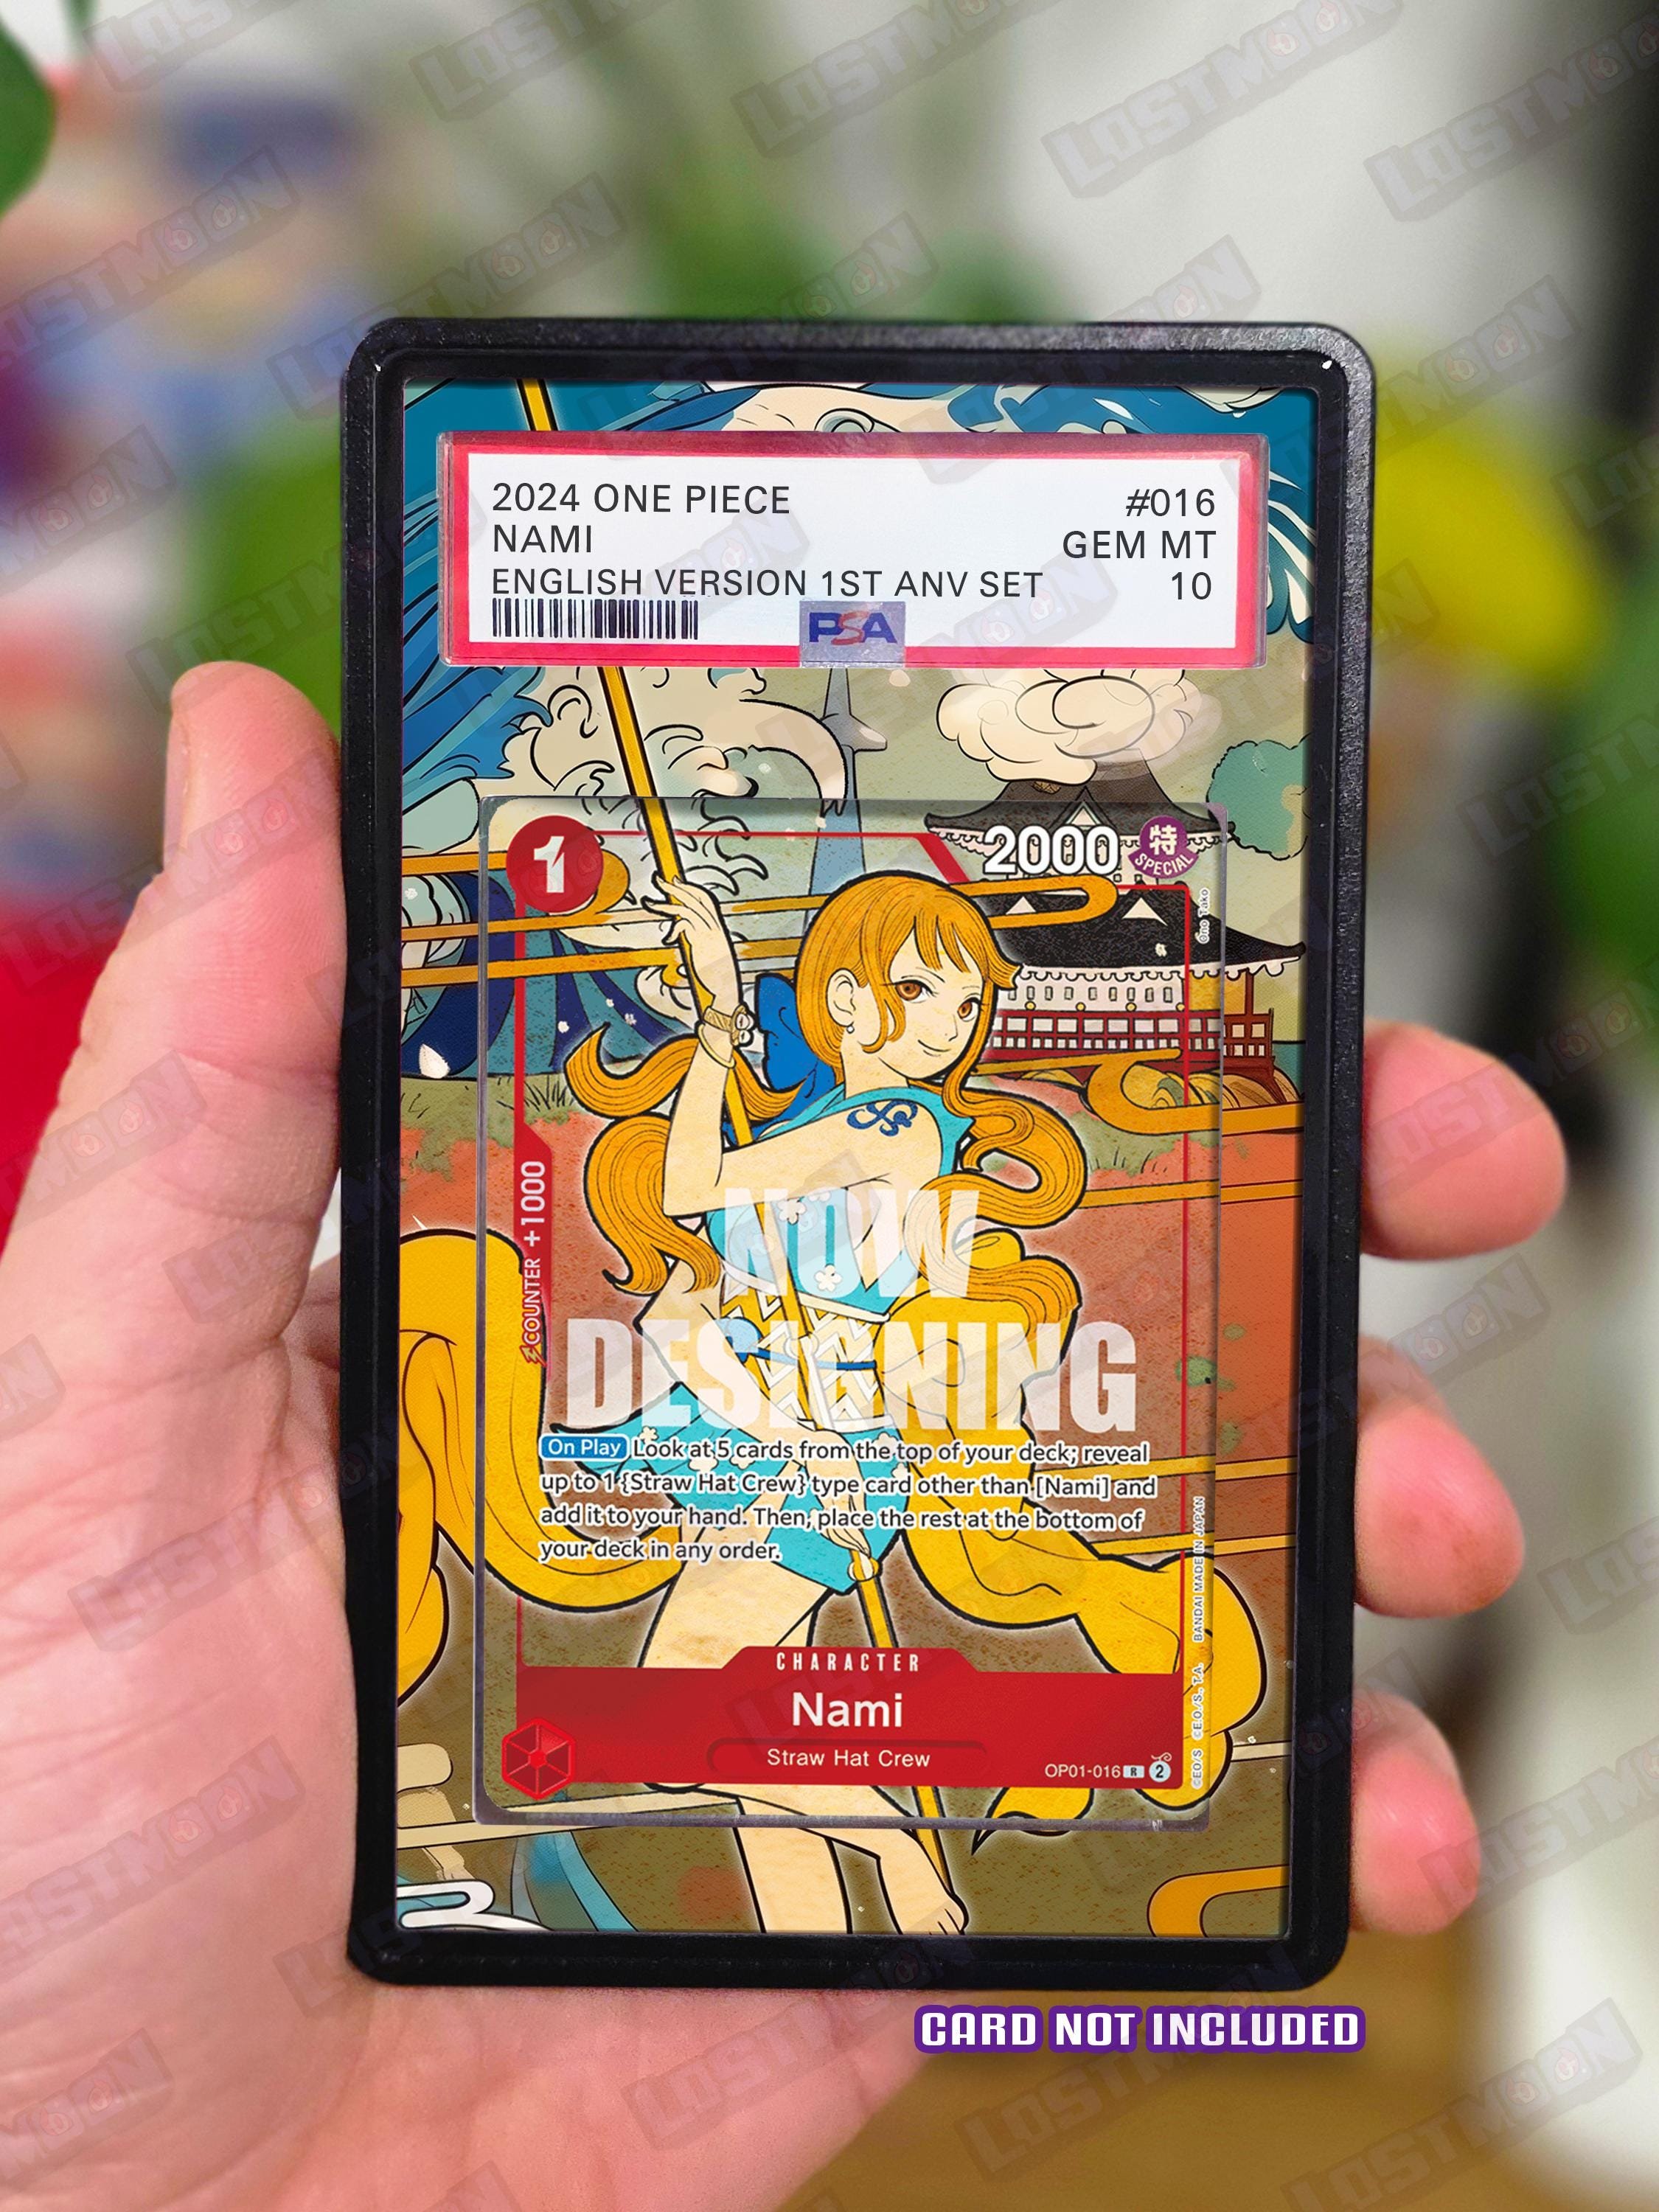 2024 ONE PIECE #016
NAMI GEM MT
ENGLISH VERSION 1ST ANV SET 10
PSA
1
2000
特
SPECIAL
Ono Tako
COUNTER +1000
NOW
DESIGNING
On Play Look at 5 cards from the top of your deck; reveal
up to 1 {Straw Hat Crew} type card other than [Nami] and
add it to your hand. Then, place the rest at the bottom of
your deck in any order.
©E.O/S ©E.O./S., T.A. BANDAI MADE IN JAPAN
CHARACTER
Nami
Straw Hat Crew
OP01-016 R 2
CARD NOT INCLUDED
LOSTMOON